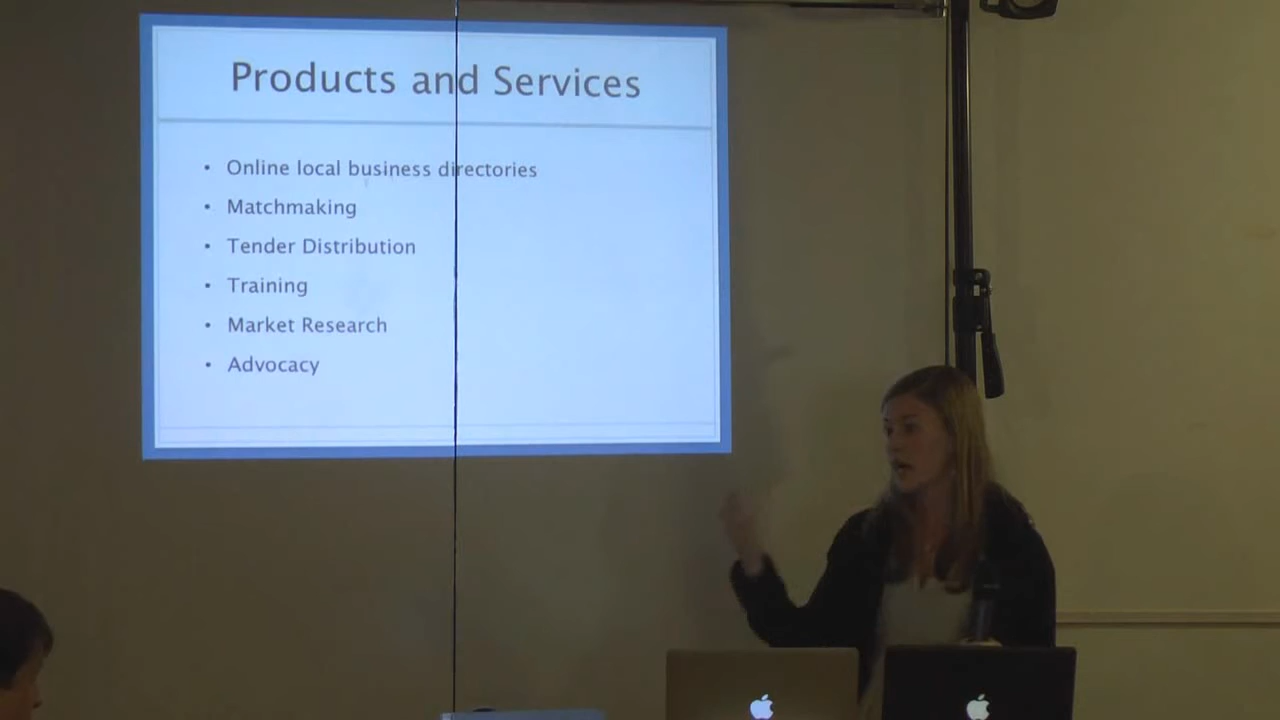 Products and Services
• Online local business directories
• Matchmaking
• Tender Distribution
• Training
• Market Research
• Advocacy